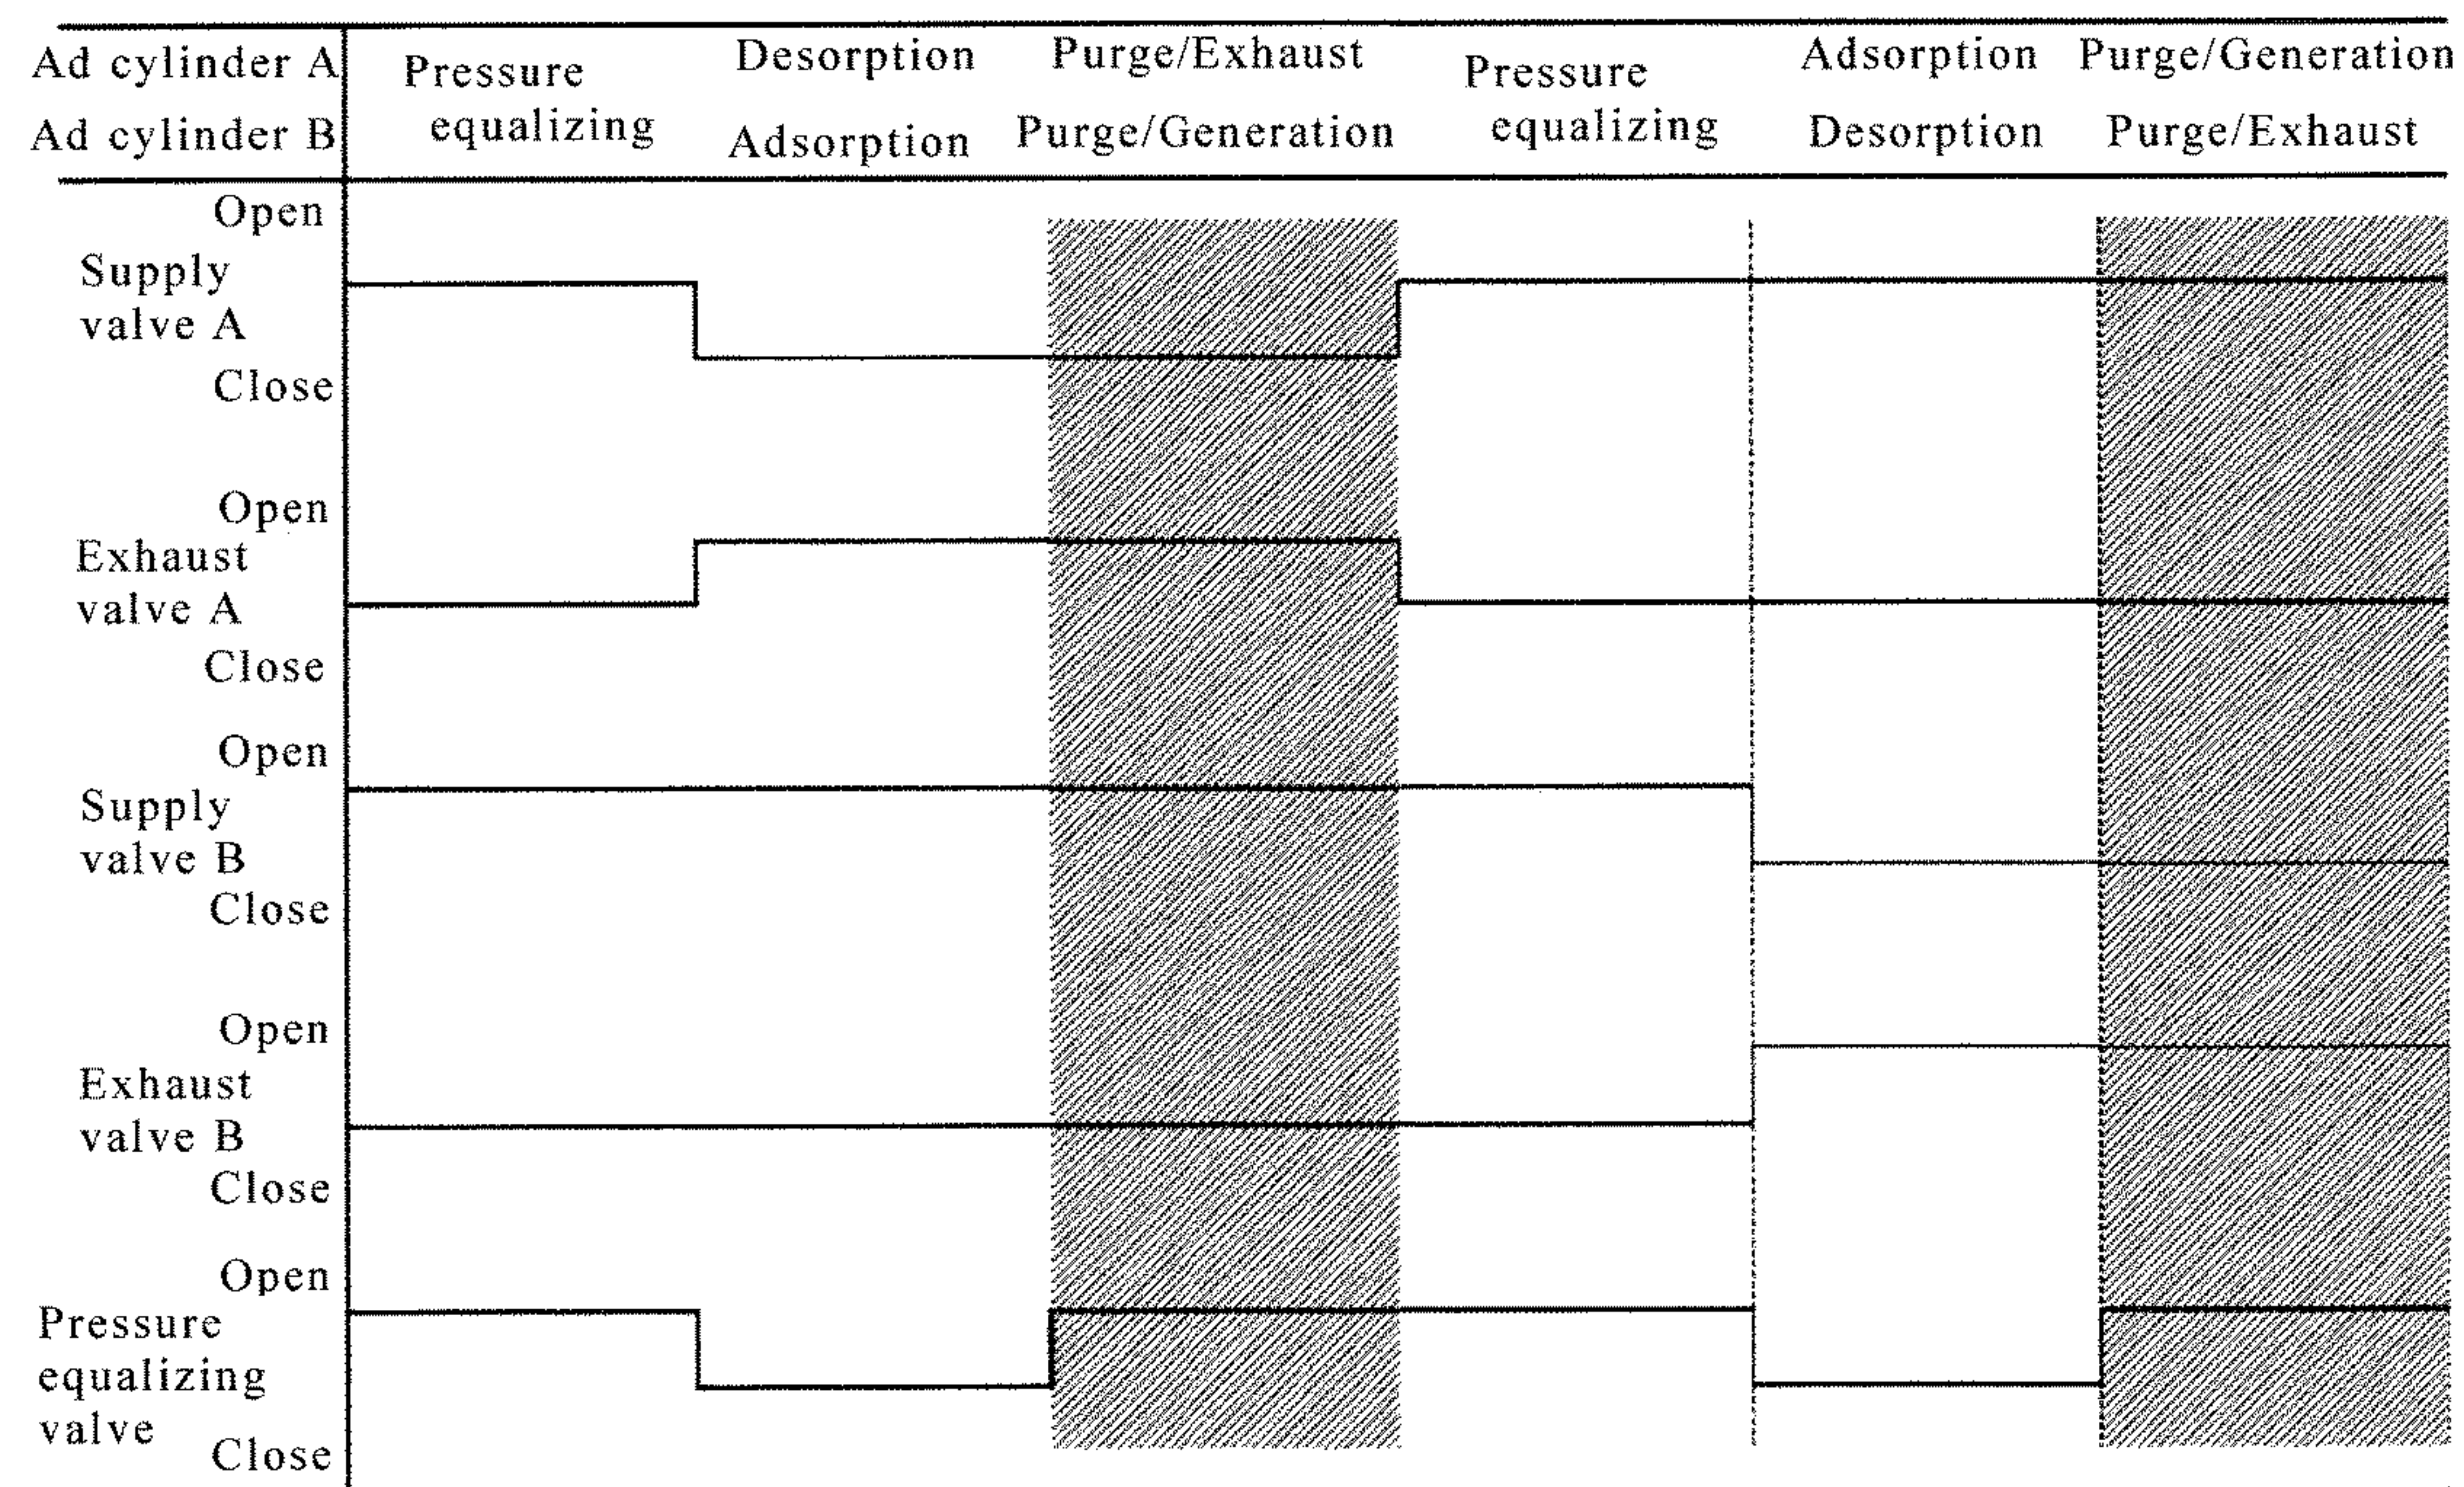 Ad cylinder A
Ad cylinder B
Pressure
equalizing
Desorption
Adsorption
Purge/Exhaust
Purge/Generation
Pressure
equalizing
Adsorption
Desorption
Purge/Generation
Purge/Exhaust
Open
Supply
valve A
Close
Open
Exhaust
valve A
Close
Open
Supply
valve B
Close
Open
Exhaust
valve B
Close
Open
Pressure
equalizing
valve
Close